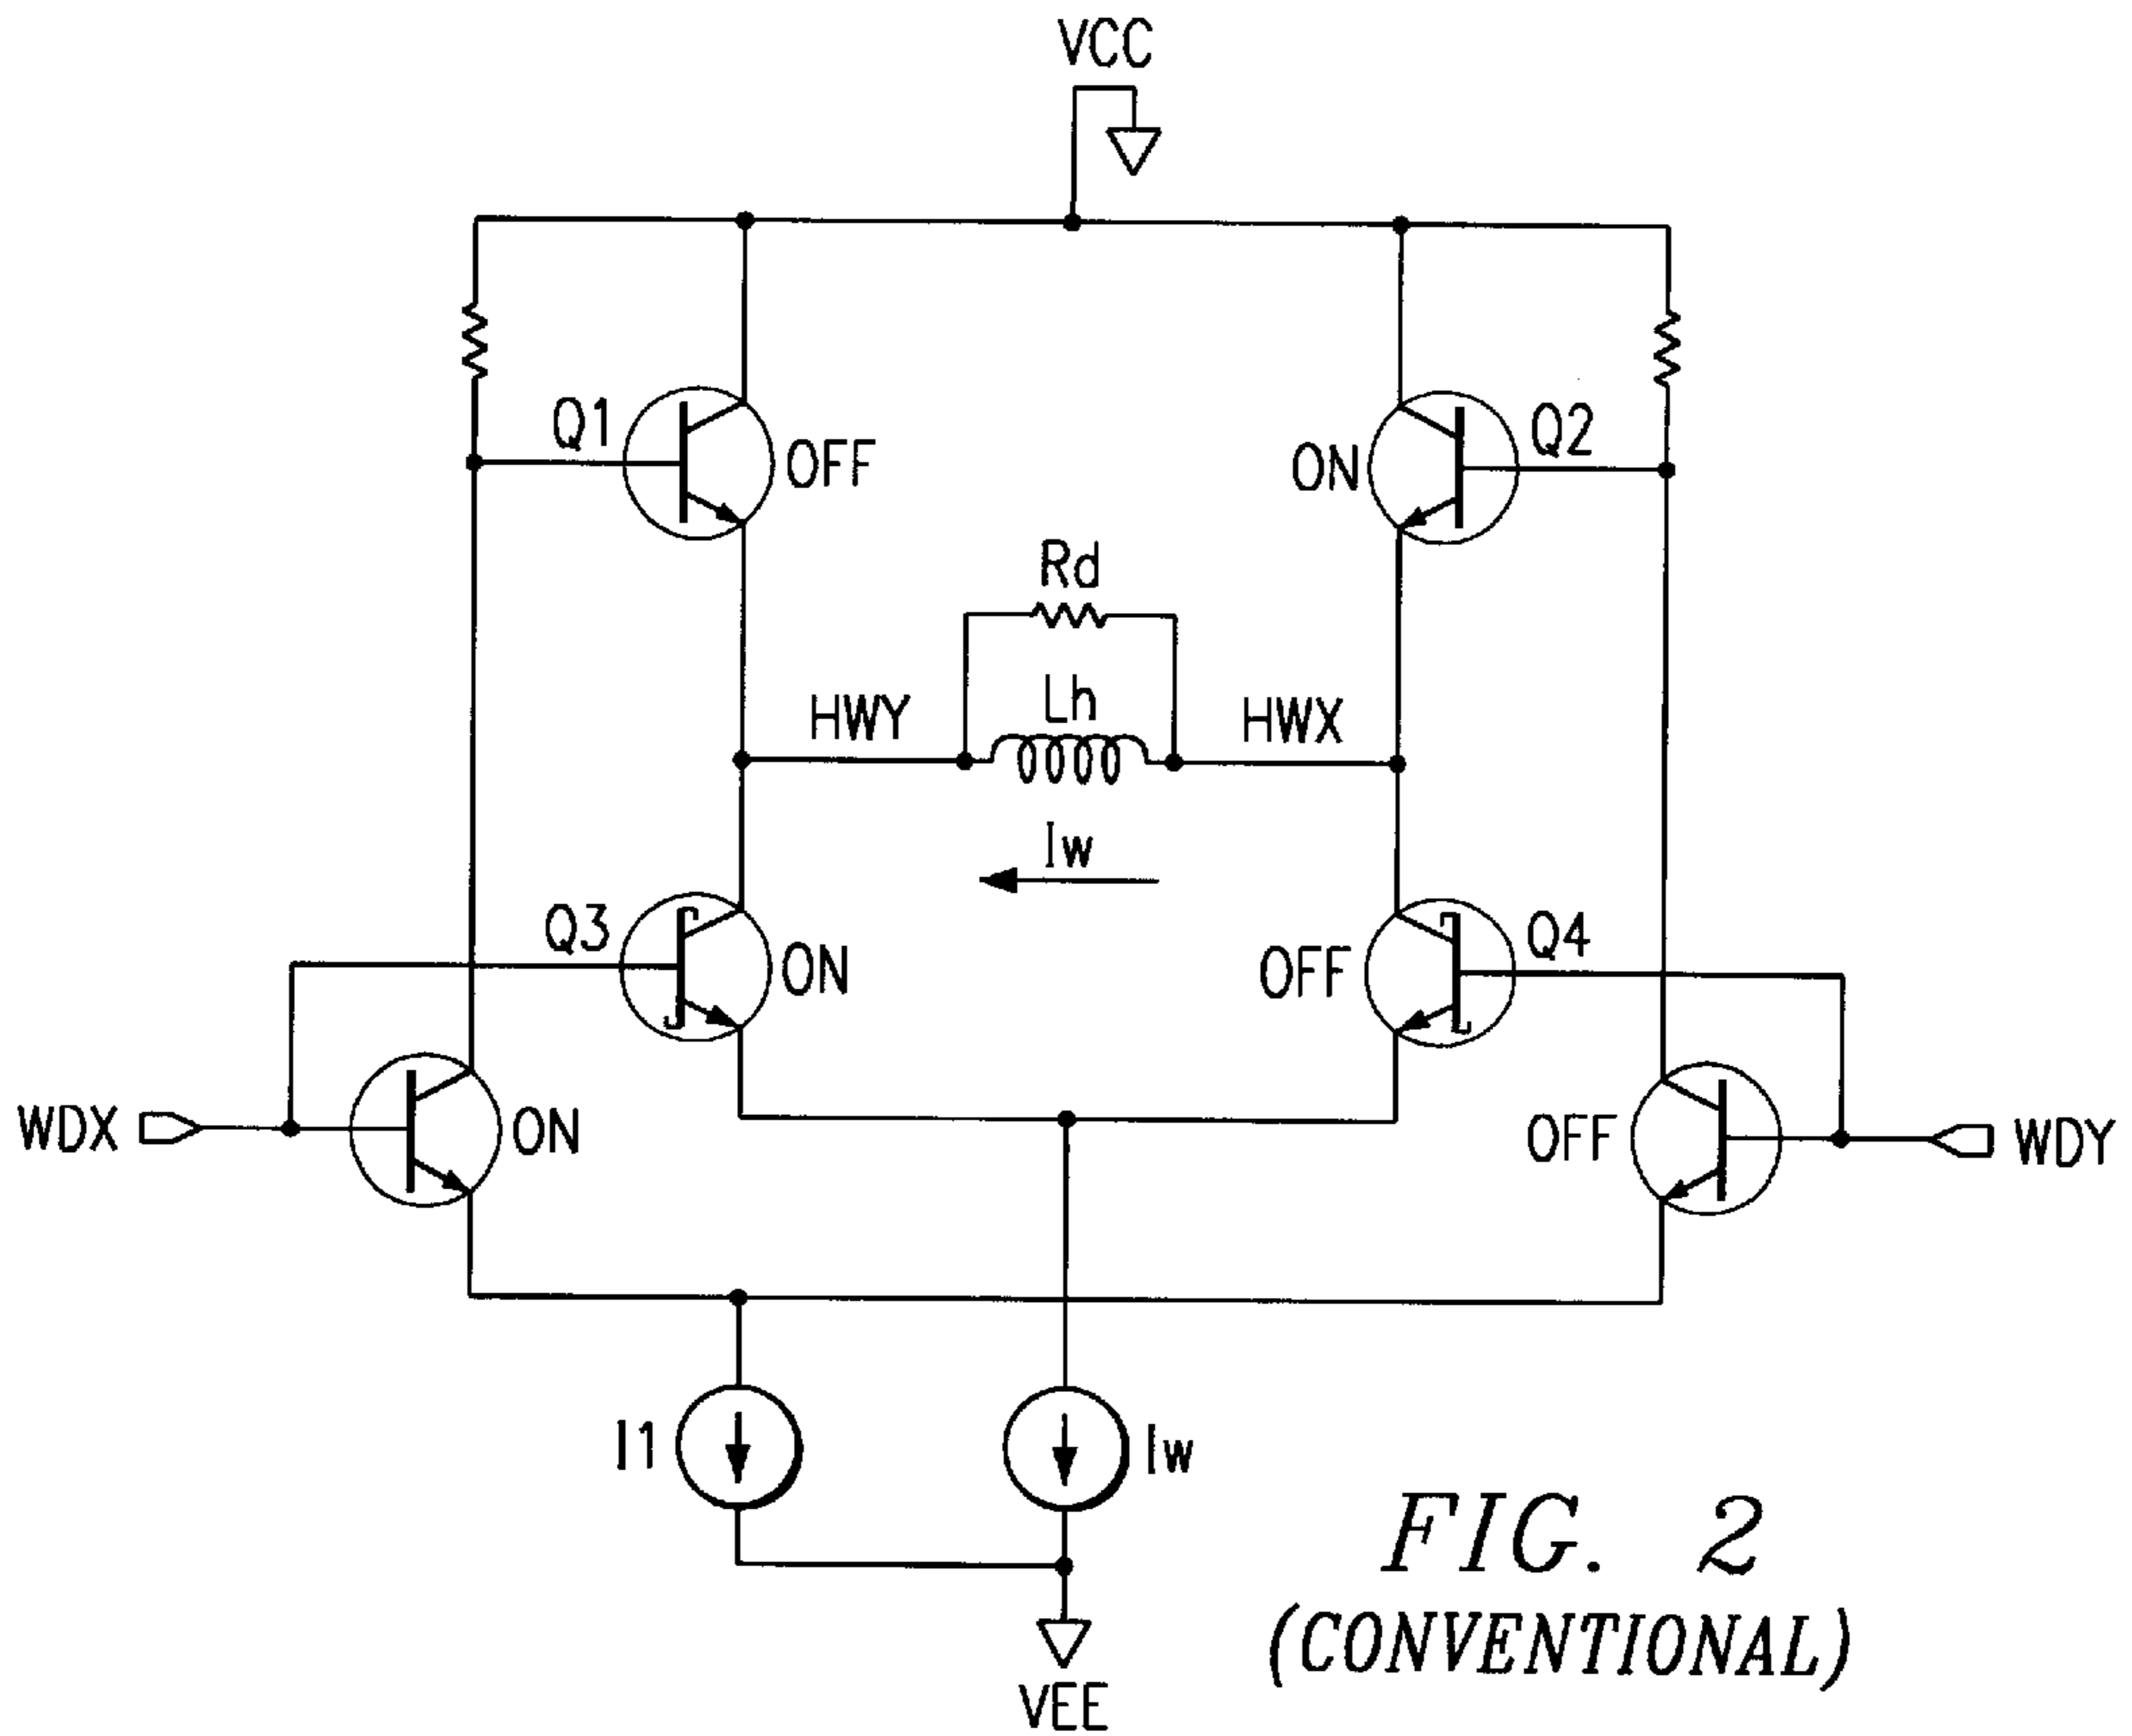 VCC
Q1
OFF
ON
Q2
Rd
HWY
Lh
HWX
Iw
Q3
ON
OFF
Q4
WDX
ON
OFF
WDY
I1
Iw
FIG. 2
(CONVENTIONAL)
VEE